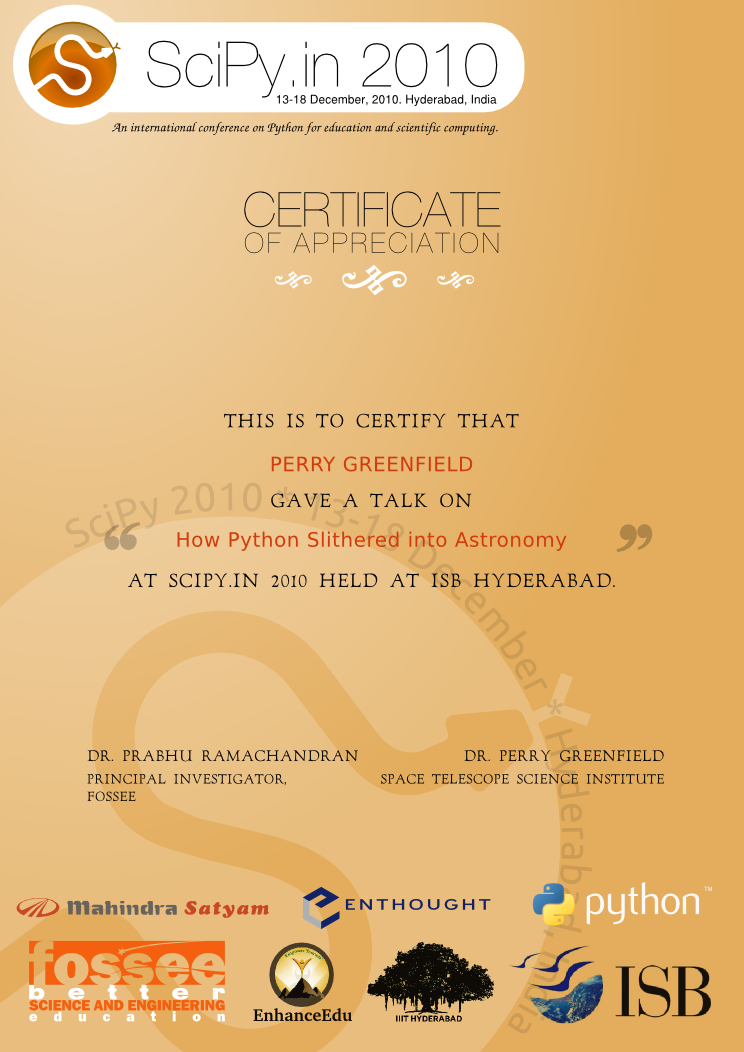 SciPy.in 2010
13-18 December, 2010. Hyderabad, India
An international conference on Python for education and scientific computing.
CERTIFICATE
OF APPRECIATION
THIS IS TO CERTIFY THAT
PERRY GREENFIELD
GAVE A TALK ON
SciPy 2010 * 13-18 December * Hyderabad, India
“ How Python Slithered into Astronomy ”
AT SCIPY.IN 2010 HELD AT ISB HYDERABAD.
DR. PRABHU RAMACHANDRAN
PRINCIPAL INVESTIGATOR,
FOSSEE
DR. PERRY GREENFIELD
SPACE TELESCOPE SCIENCE INSTITUTE
Mahindra Satyam
ENTHOUGHT
python™
fossee
better
SCIENCE AND ENGINEERING
education
EnhanceEdu
IIIT HYDERABAD
ISB